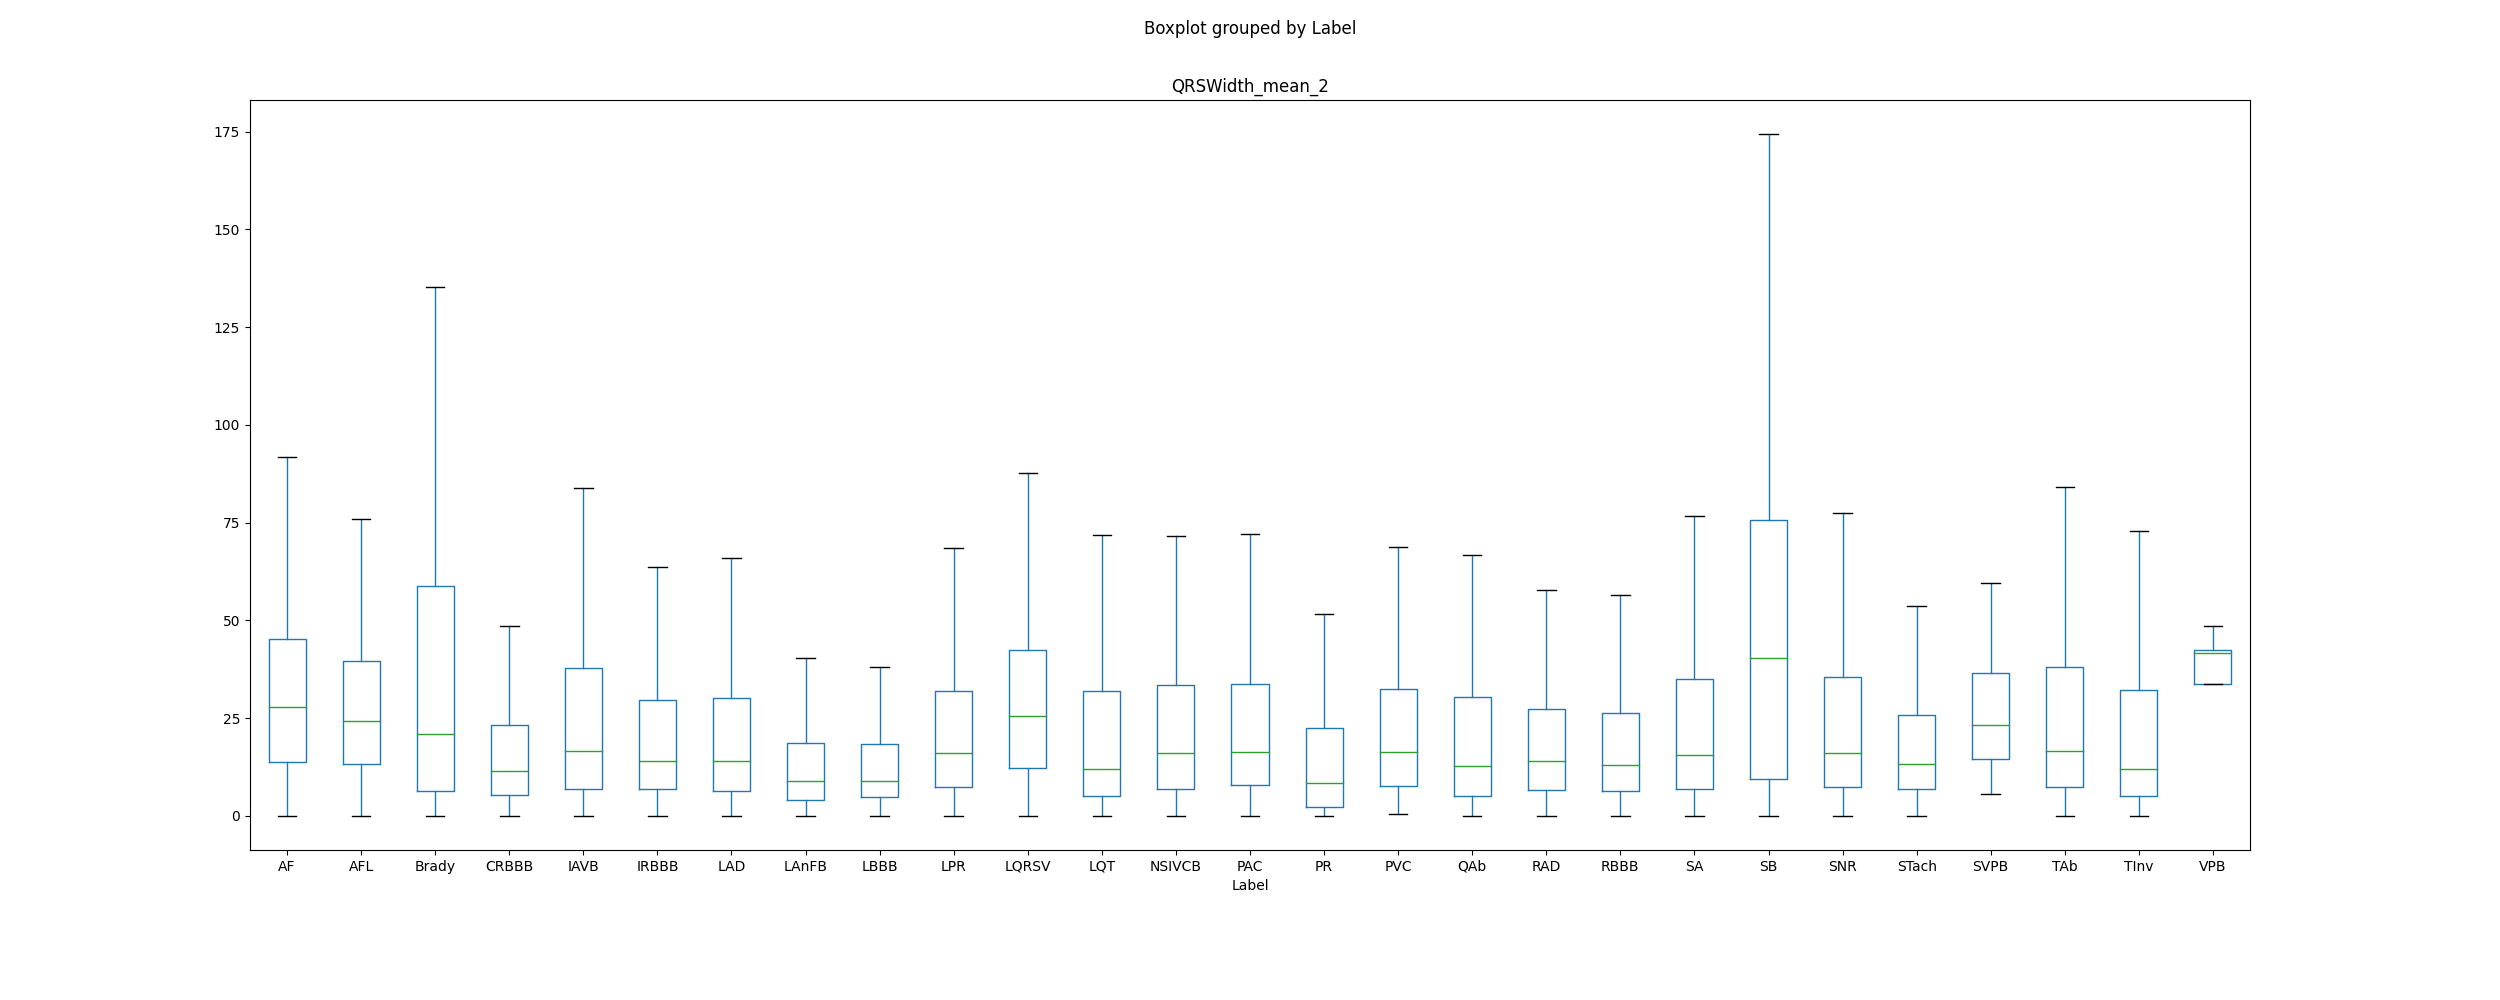 Boxplot grouped by Label
QRSWidth_mean_2
175
150
125
100
75
50
25
0
AF AFL Brady CRBBB IAVB IRBBB LAD LAnFB LBBB LPR LQRSV LQT NSIVCB PAC PR PVC QAb RAD RBBB SA SB SNR STach SVPB TAb TInv VPB
Label